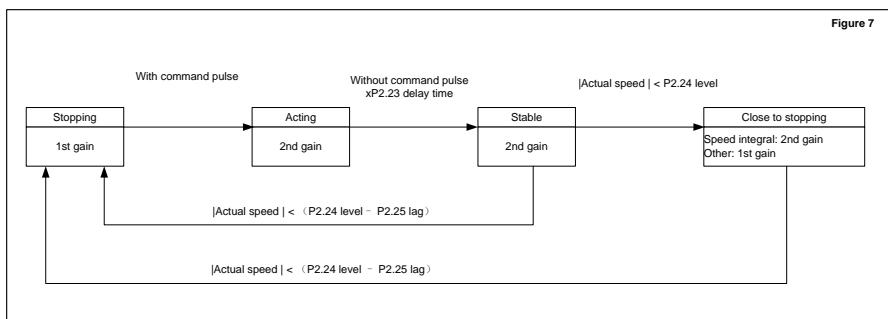 Figure 7
With command pulse
Without command pulse
xP2.23 delay time
|Actual speed | < P2.24 level
Stopping
1st gain
Acting
2nd gain
Stable
2nd gain
Close to stopping
Speed integral: 2nd gain
Other: 1st gain
|Actual speed | < （P2.24 level - P2.25 lag）
|Actual speed | < （P2.24 level - P2.25 lag）